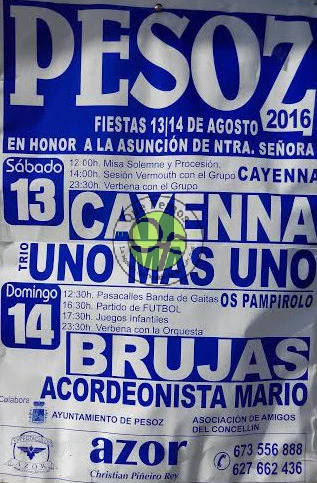 PESOZ
2016
FIESTAS 13|14 DE AGOSTO
EN HONOR A LA ASUNCIÓN DE NTRA. SEÑORA
Sábado
13
12:00h. Misa Solemne y Procesión.
14:00h. Sesión Vermouth con el Grupo CAYENNA
23:30h. Verbena con el Grupo
CAYENNA
TRIO UNO MAS UNO
Domingo
14
12:30h. Pasacalles Banda de Gaitas OS PAMPIROLO
16:30h. Partido de FUTBOL
17:30h. Juegos Infantiles
23:30h. Verbena con la Orquesta
BRUJAS
ACORDEONISTA MARIO
Colabora
AYUNTAMIENTO DE PESOZ
ASOCIACIÓN DE AMIGOS
DEL CONCELLIN
AZOR
azor
Christian Piñeiro Rey
673 556 888
627 662 436